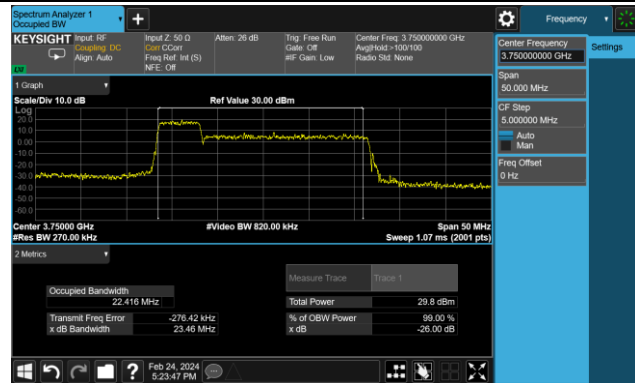 Spectrum Analyzer 1
Occupied BW
Frequency
KEYSIGHT
Input: RF
Coupling: DC
Align: Auto
Input Z: 50 Ω
Corr CCorr
Freq Ref: Int (S)
NFE: Off
Atten: 26 dB
Trig: Free Run
Gate: Off
#IF Gain: Low
Center Freq: 3.750000000 GHz
Avg|Hold:>100/100
Radio Std: None
Center Frequency
3.750000000 GHz
Settings
Span
50.000 MHz
CF Step
5.000000 MHz
Auto
Man
Freq Offset
0 Hz
1 Graph
Scale/Div 10.0 dB
Ref Value 30.00 dBm
Log
20.0
10.0
0.00
-10.0
-20.0
-30.0
-40.0
-50.0
-60.0
Center 3.75000 GHz
#Video BW 820.00 kHz
Span 50 MHz
#Res BW 270.00 kHz
Sweep 1.07 ms (2001 pts)
2 Metrics
Measure Trace
Trace 1
Occupied Bandwidth
22.416 MHz
Total Power
29.8 dBm
Transmit Freq Error
-276.42 kHz
% of OBW Power
99.00 %
x dB Bandwidth
23.46 MHz
x dB
-26.00 dB
Feb 24, 2024
5:23:47 PM